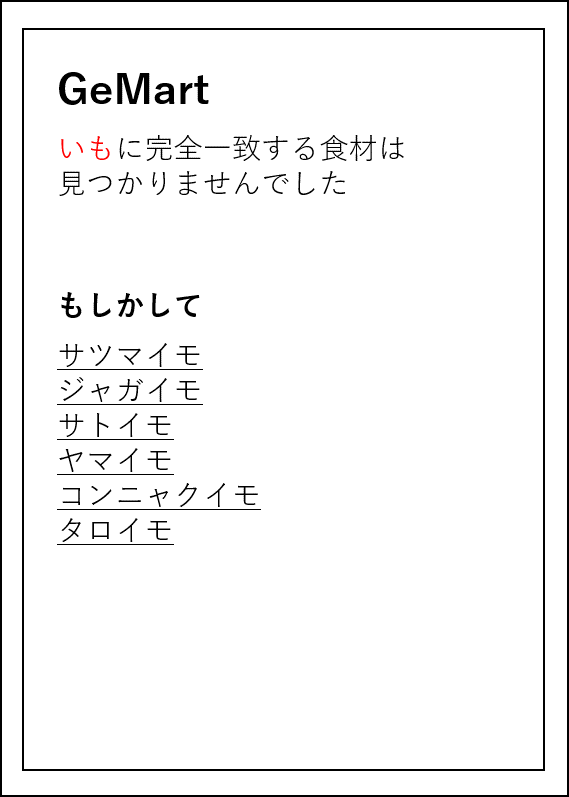 GeMart
いもに完全一致する食材は
見つかりませんでした
もしかして
サツマイモ
ジャガイモ
サトイモ
ヤマイモ
コンニャクイモ
タロイモ